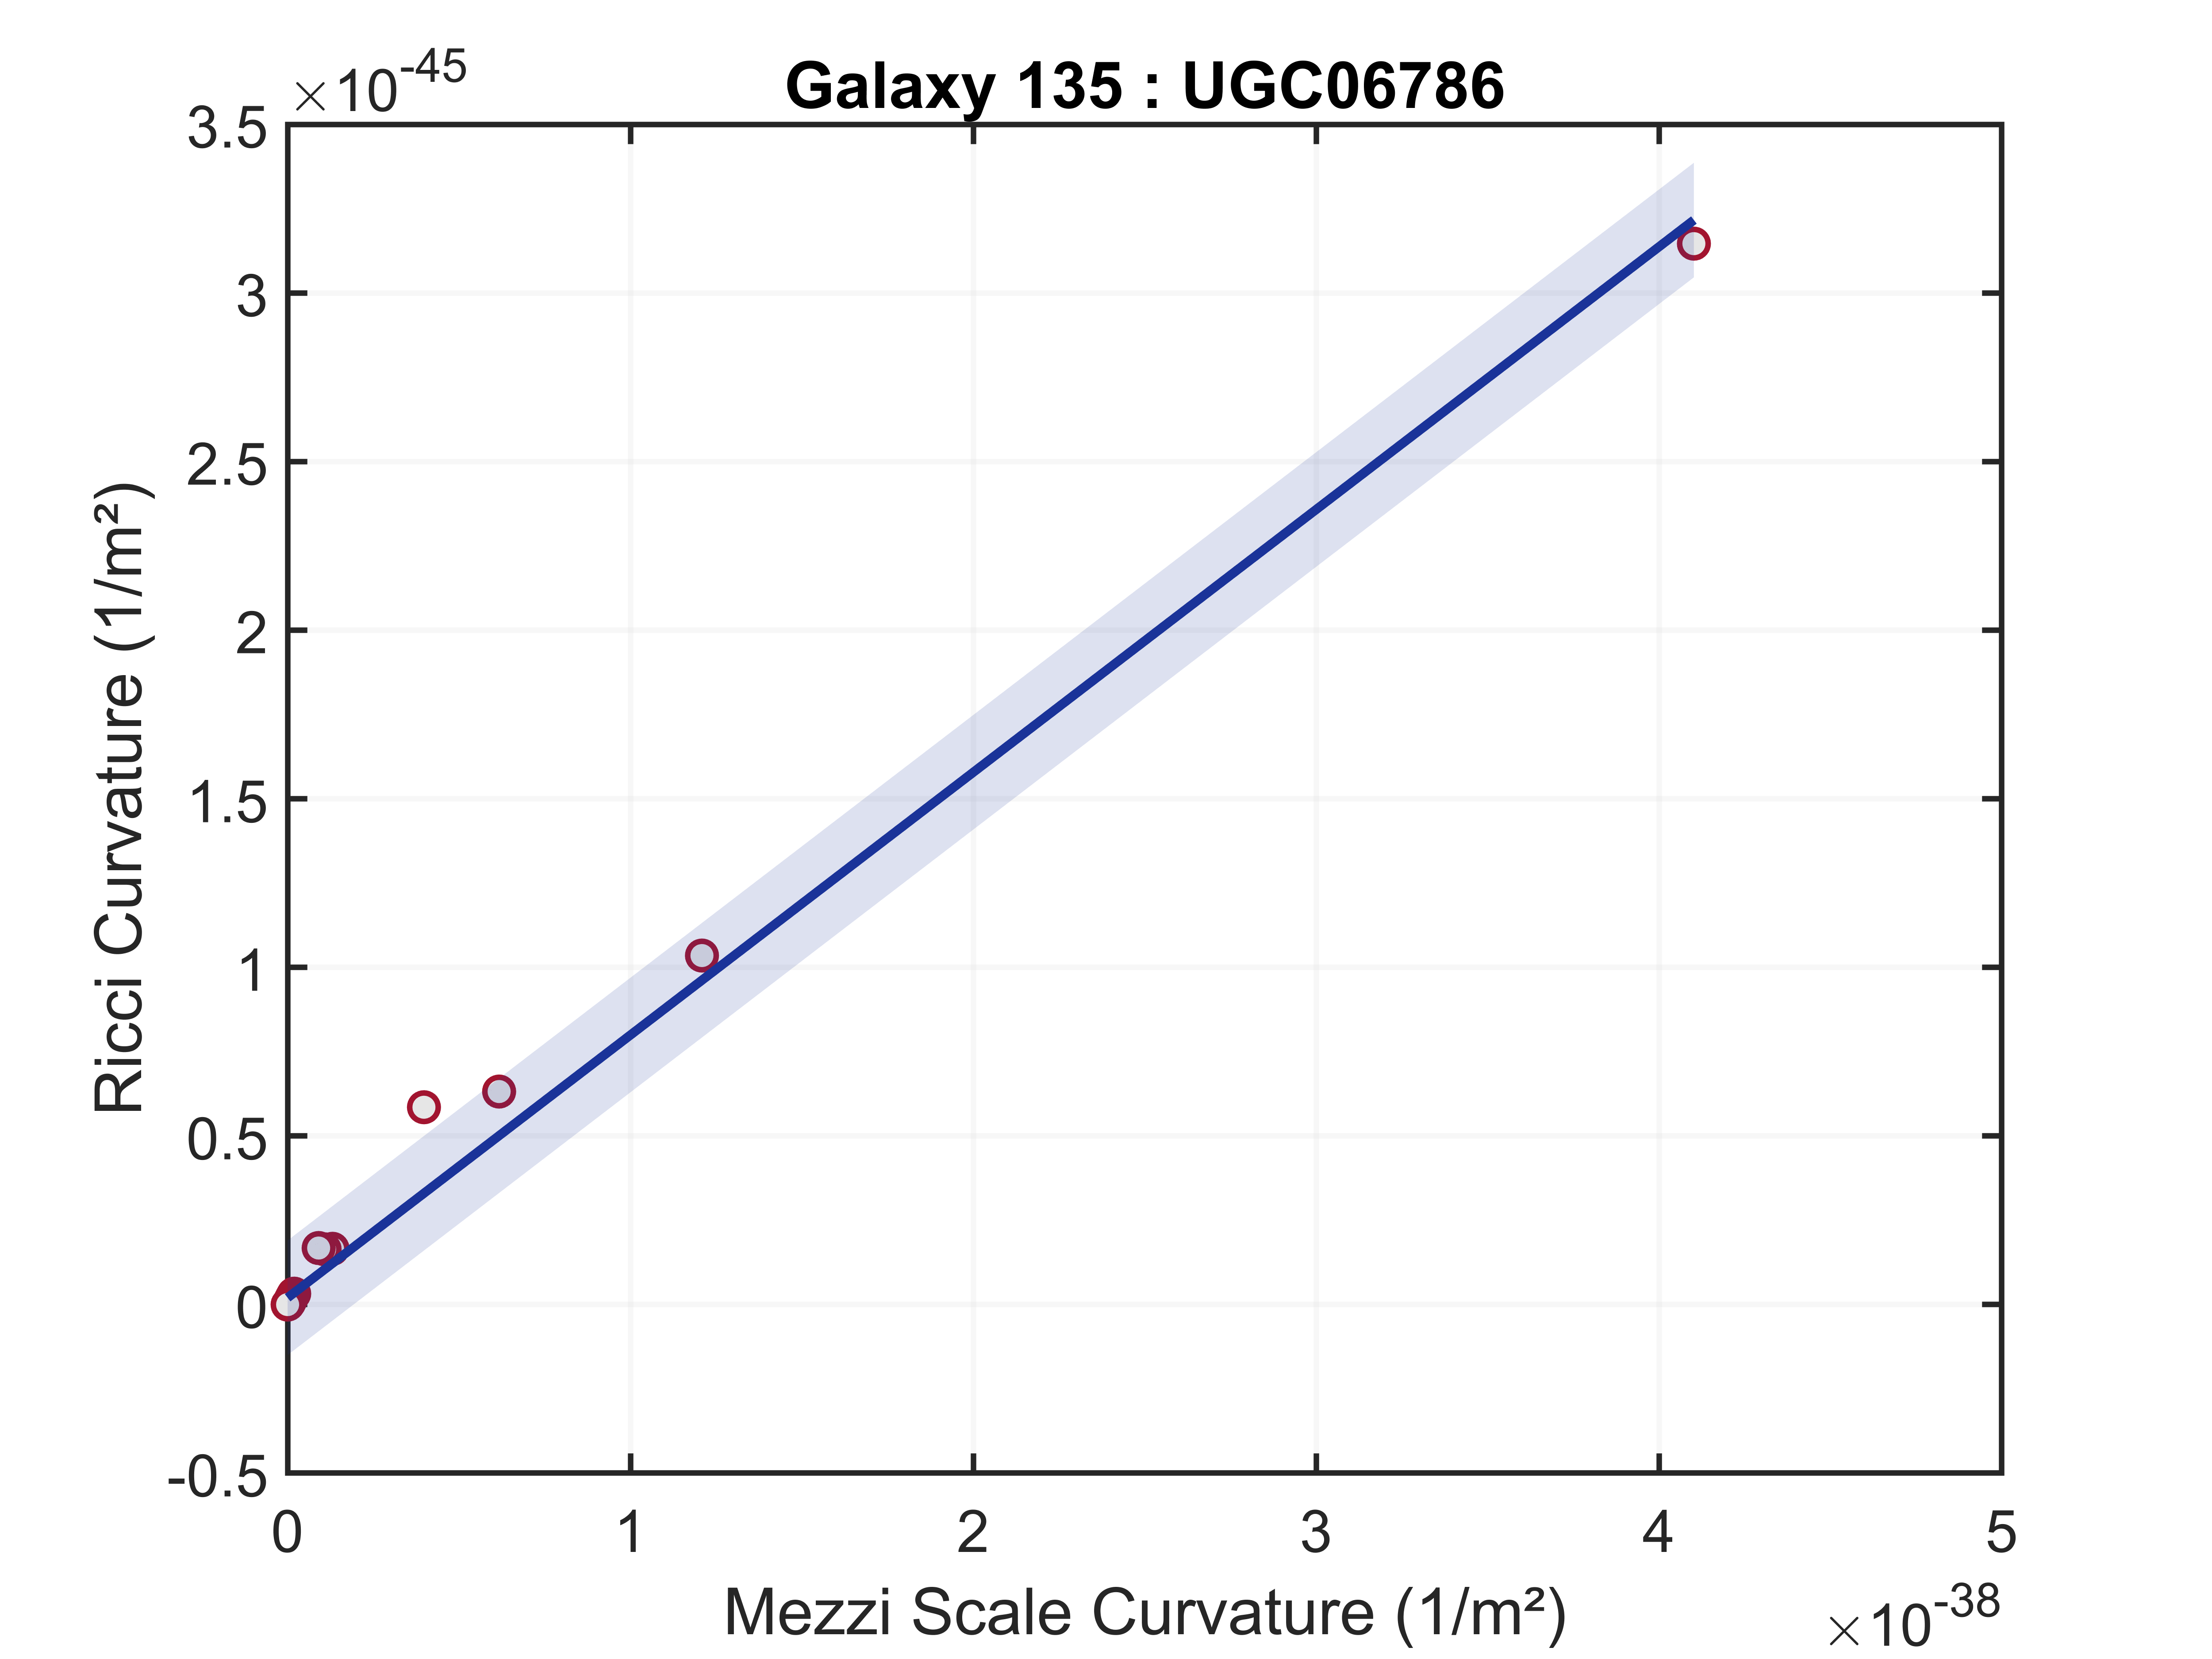 ×10-45
Galaxy 135 : UGC06786
3.5
3
2.5
2
1.5
1
0.5
0
-0.5
Ricci Curvature (1/m²)
0 1 2 3 4 5
Mezzi Scale Curvature (1/m²)
×10-38